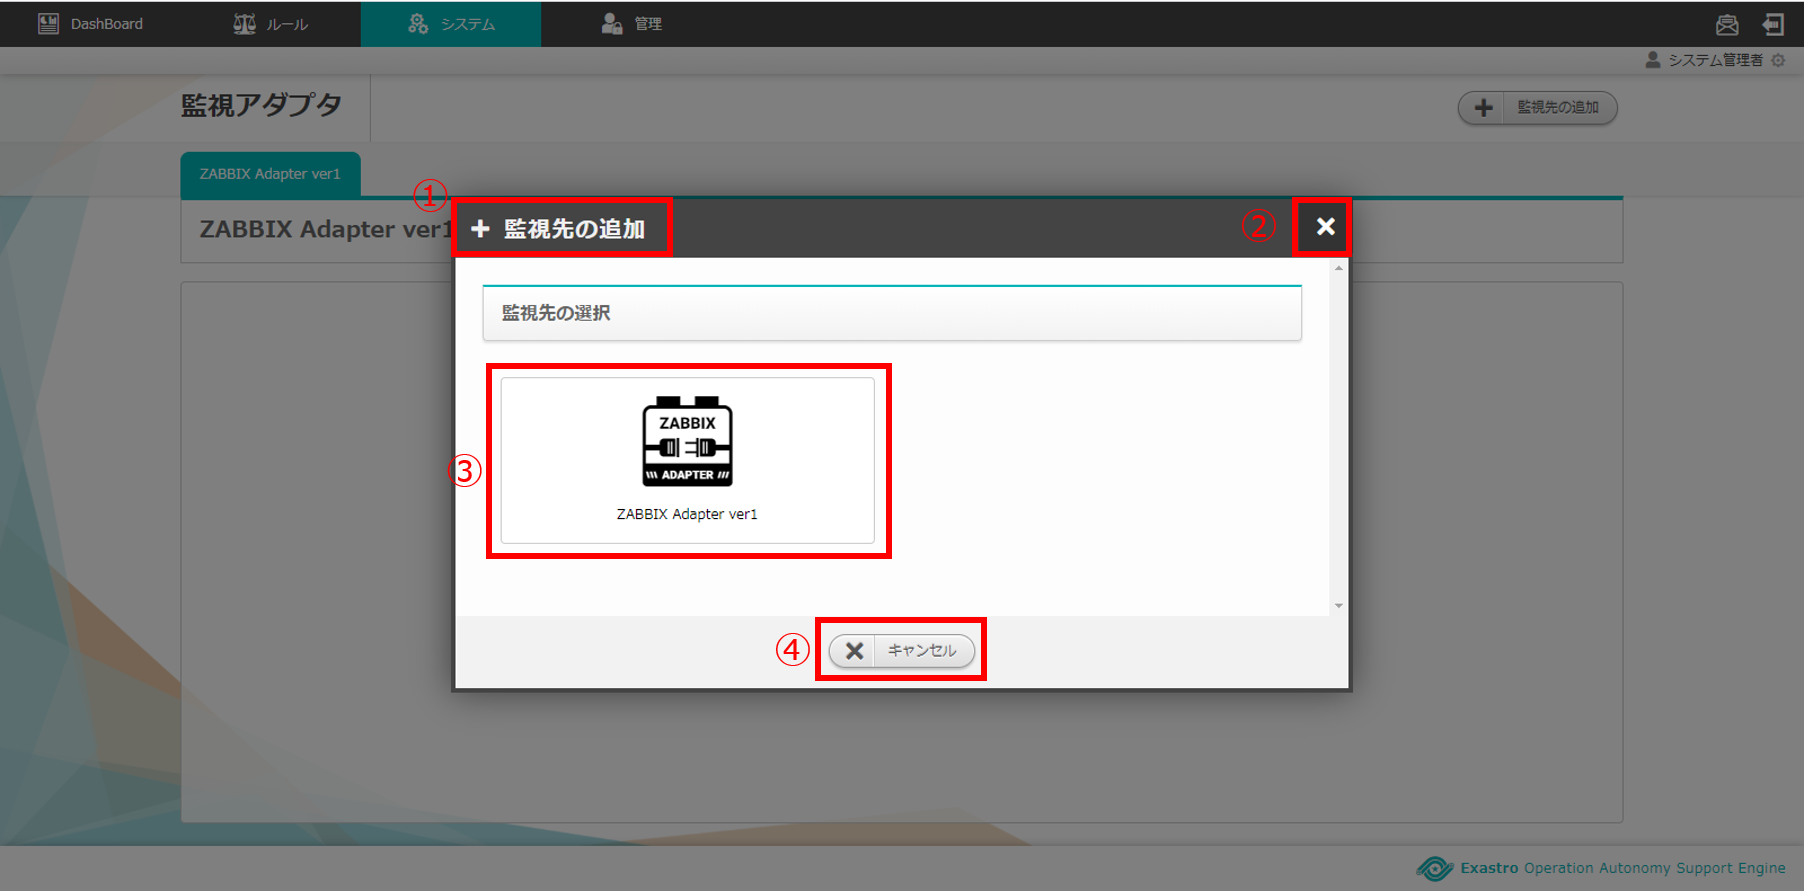 DashBoard
ルール
システム
管理
システム管理者
監視アダプタ
監視先の追加
ZABBIX Adapter ver1
ZABBIX Adapter ver1
①
+ 監視先の追加
②
×
監視先の選択
③
ZABBIX
ADAPTER
ZABBIX Adapter ver1
④
× キャンセル
Exastro Operation Autonomy Support Engine